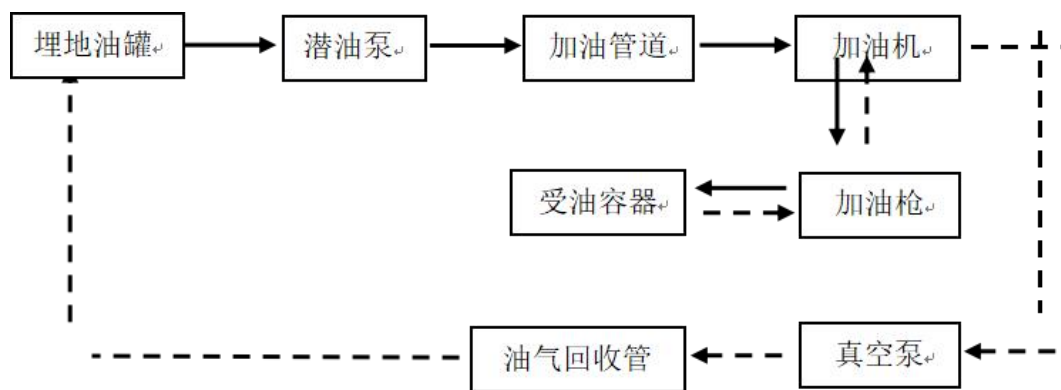 埋地油罐
潜油泵
加油管道
加油机
受油容器
加油枪
油气回收管
真空泵